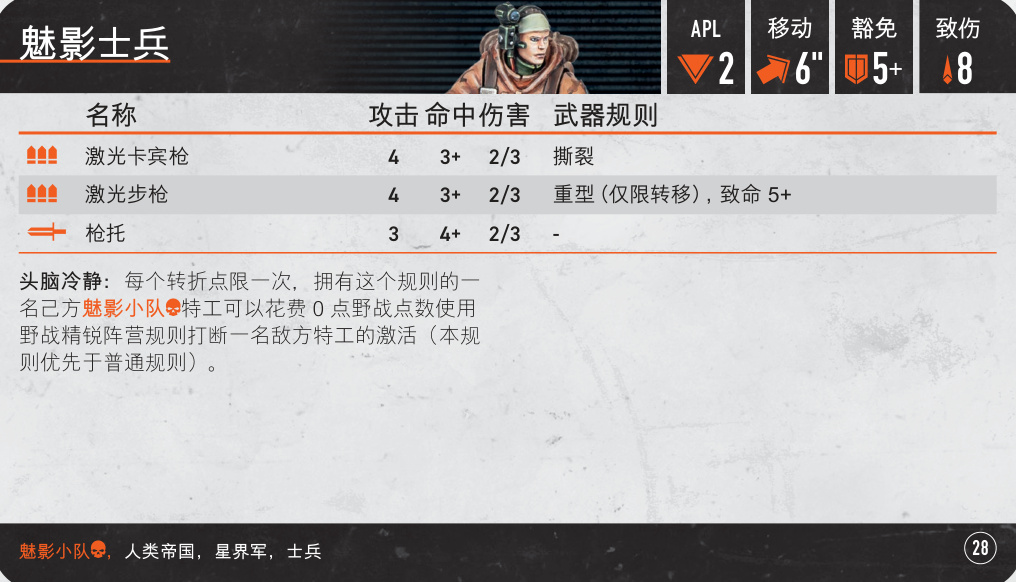 魅影士兵
APL 移动 豁免 致伤
2 6" 5+ 8
名称 攻击 命中 伤害 武器规则
激光卡宾枪 4 3+ 2/3 撕裂
激光步枪 4 3+ 2/3 重型（仅限转移），致命 5+
枪托 3 4+ 2/3 -
头脑冷静：每个转折点限一次，拥有这个规则的一
名己方魅影小队特工可以花费 0 点野战点数使用
野战精锐阵营规则打断一名敌方特工的激活（本规
则优先于普通规则）。
魅影小队，人类帝国，星界军，士兵
28